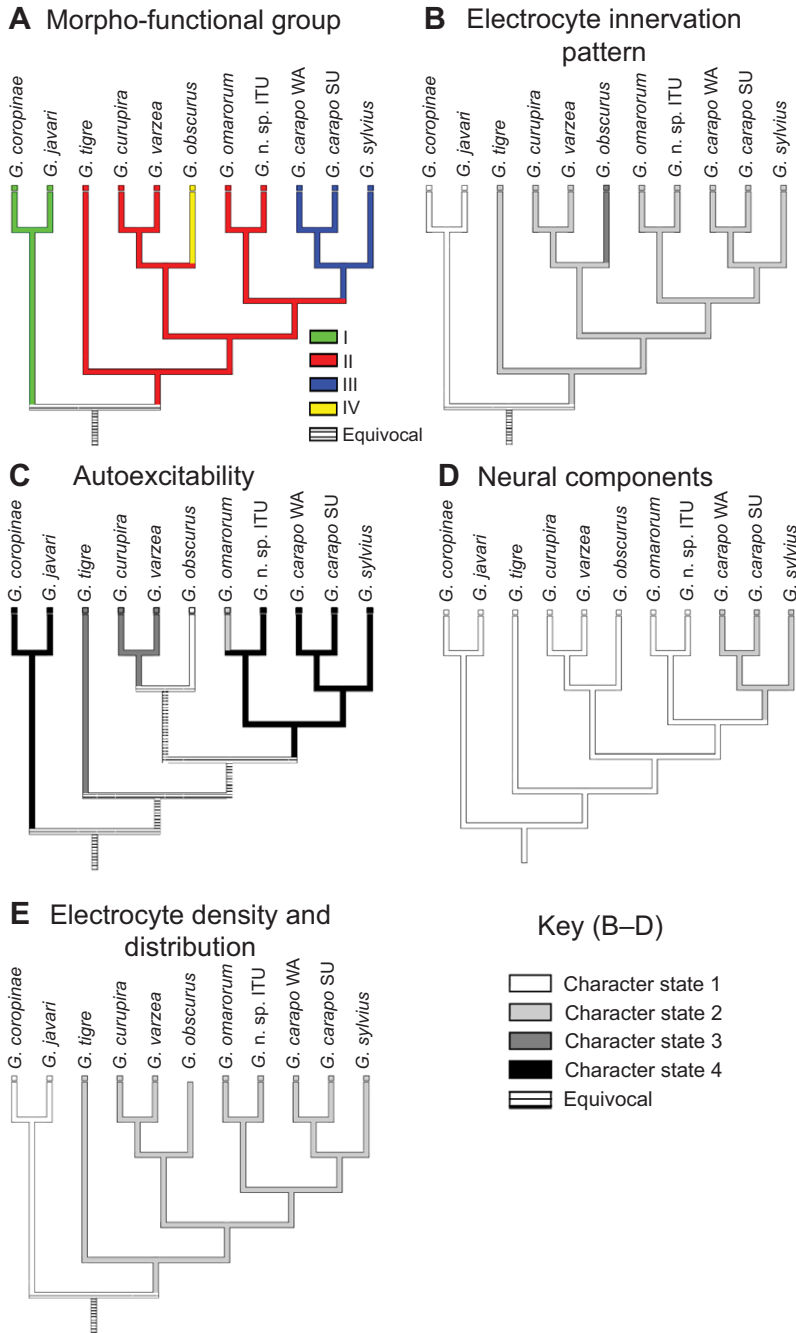 A Morpho-functional group
G. coropinae
G. javari
G. tigre
G. curupira
G. varzea
G. obscurus
G. omarorum
G. n. sp. ITU
G. carapo WA
G. carapo SU
G. sylvius
I
II
III
IV
Equivocal
B Electrocyte innervation
pattern
G. coropinae
G. javari
G. tigre
G. curupira
G. varzea
G. obscurus
G. omarorum
G. n. sp. ITU
G. carapo WA
G. carapo SU
G. sylvius
C Autoexcitability
G. coropinae
G. javari
G. tigre
G. curupira
G. varzea
G. obscurus
G. omarorum
G. n. sp. ITU
G. carapo WA
G. carapo SU
G. sylvius
D Neural components
G. coropinae
G. javari
G. tigre
G. curupira
G. varzea
G. obscurus
G. omarorum
G. n. sp. ITU
G. carapo WA
G. carapo SU
G. sylvius
E Electrocyte density and
distribution
G. coropinae
G. javari
G. tigre
G. curupira
G. varzea
G. obscurus
G. omarorum
G. n. sp. ITU
G. carapo WA
G. carapo SU
G. sylvius
Key (B–D)
Character state 1
Character state 2
Character state 3
Character state 4
Equivocal